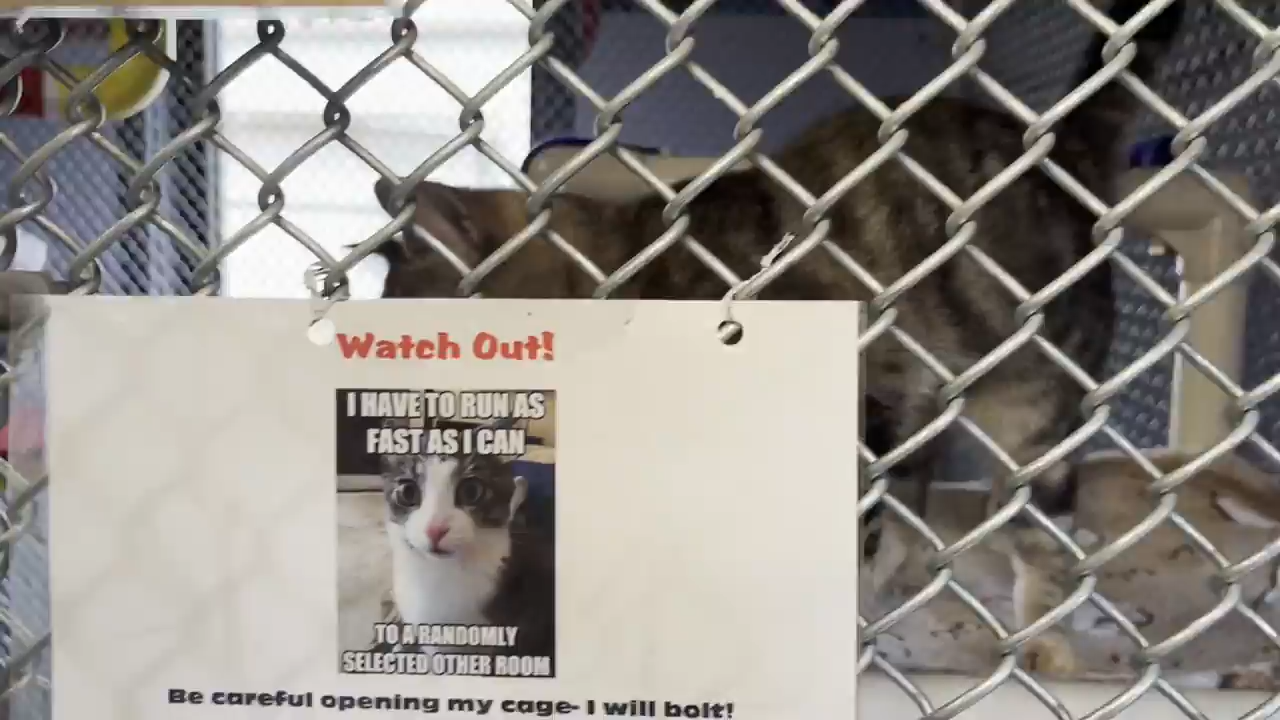 Watch Out!
I HAVE TO RUN AS
FAST AS I CAN
TO A RANDOMLY
SELECTED OTHER ROOM
Be careful opening my cage- I will bolt!